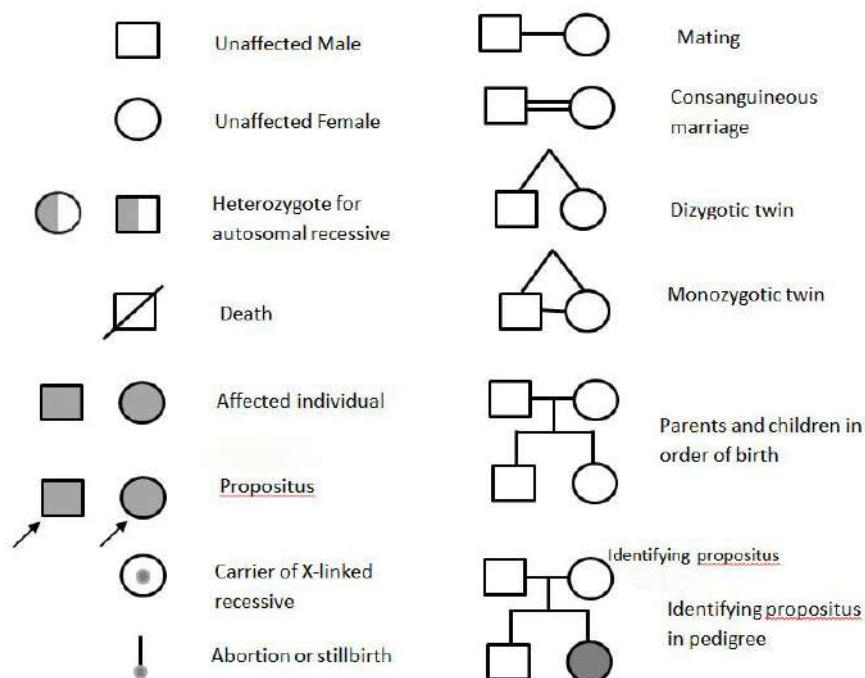 Unaffected Male
Unaffected Female
Heterozygote for
autosomal recessive
Death
Affected individual
Propositus
Carrier of X-linked
recessive
Abortion or stillbirth
Mating
Consanguineous
marriage
Dizygotic twin
Monozygotic twin
Parents and children in
order of birth
Identifying propositus
Identifying propositus
in pedigree